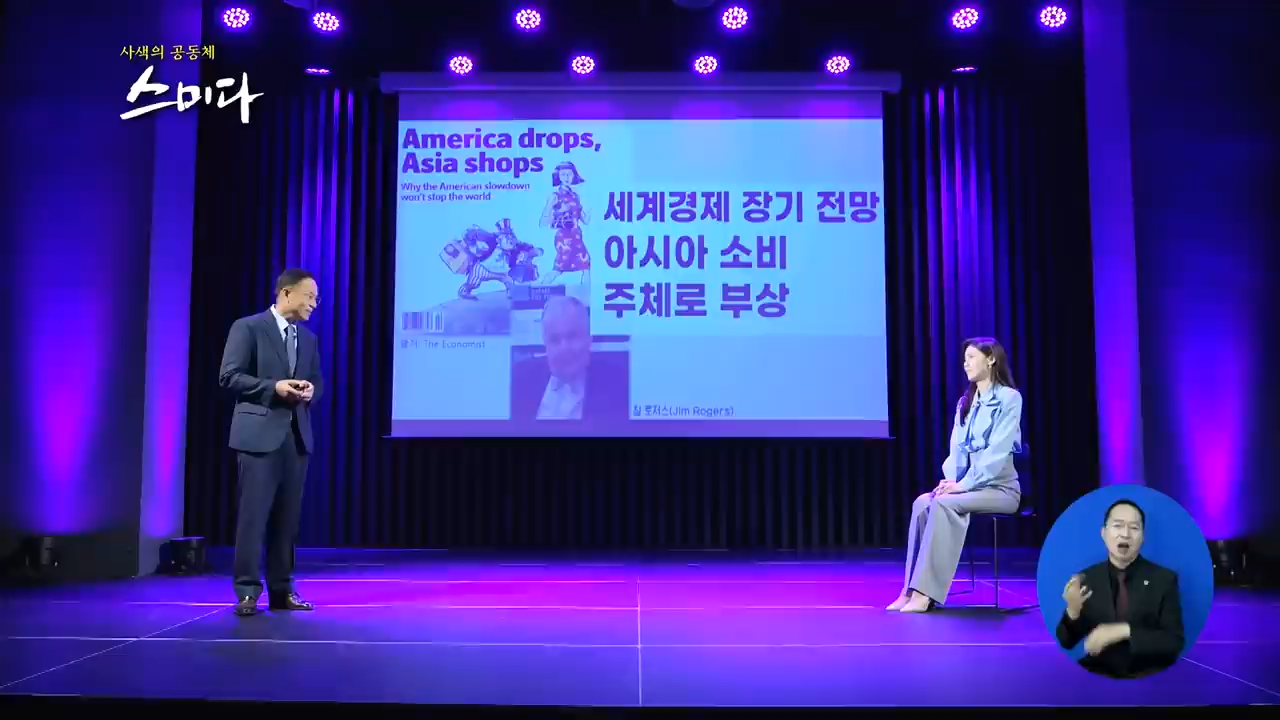 사색의 공동체
스미다
America drops,
Asia shops
Why the American slowdown
won't stop the world
세계경제 장기 전망
아시아 소비
주체로 부상
The Economist
짐 로저스(Jim Rogers)